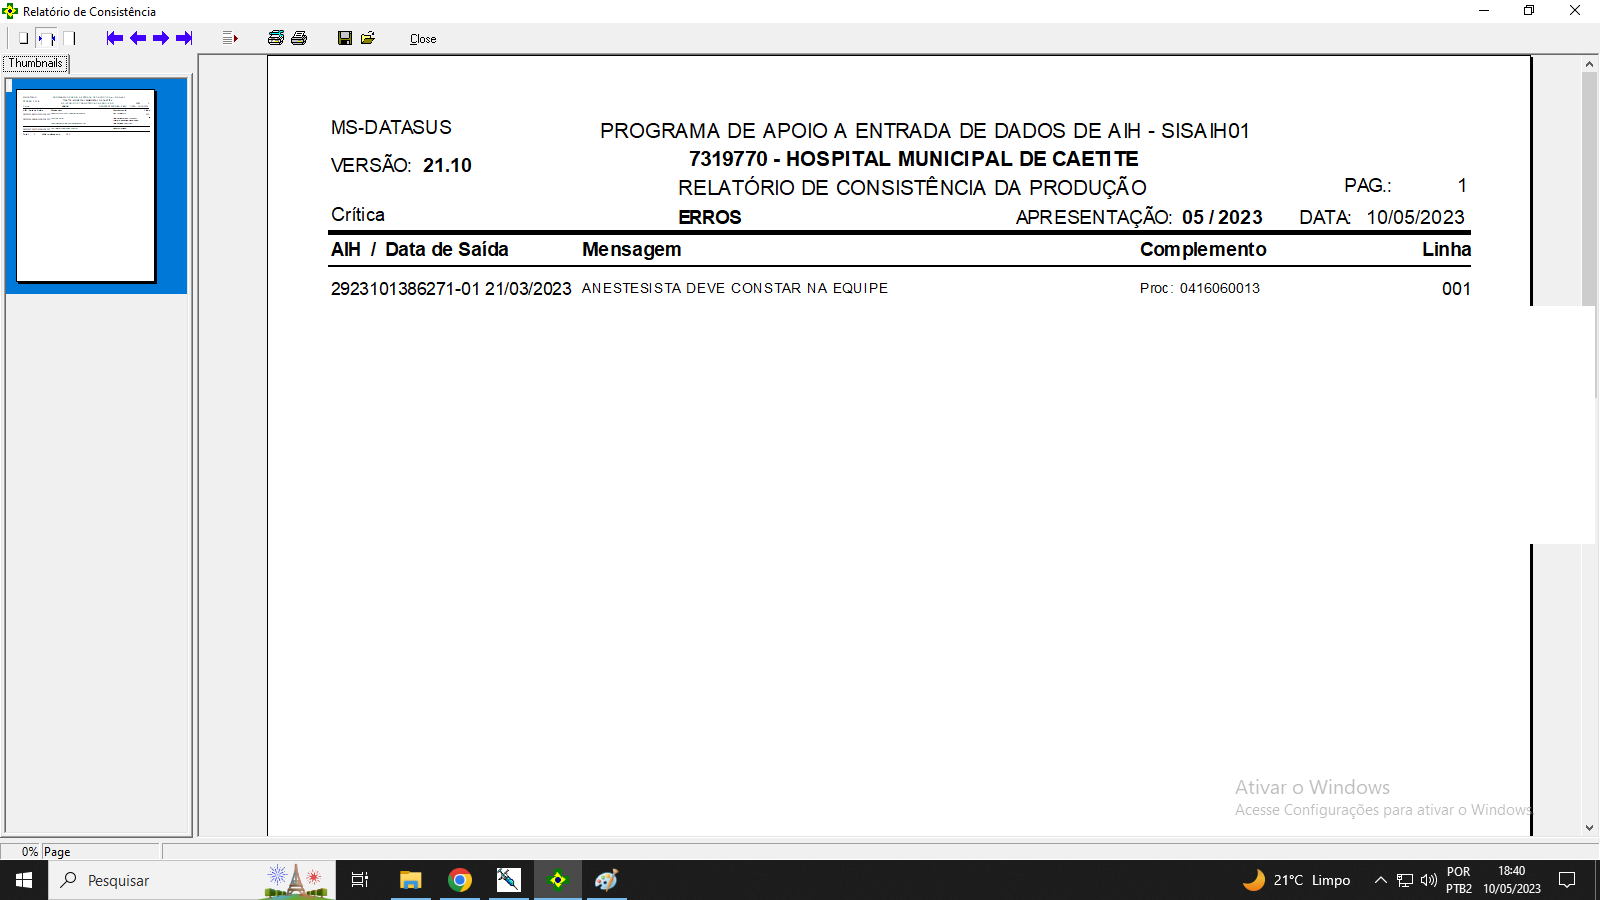 Relatório de Consistência
Close
Thumbnails
MS-DATASUS
PROGRAMA DE APOIO A ENTRADA DE DADOS DE AIH - SISAIH01
VERSÃO: 21.10
7319770 - HOSPITAL MUNICIPAL DE CAETITE
RELATÓRIO DE CONSISTÊNCIA DA PRODUÇÃO
PAG.: 1
Crítica ERROS APRESENTAÇÃO: 05 / 2023 DATA: 10/05/2023
AIH / Data de Saída Mensagem Complemento Linha
2923101386271-01 21/03/2023 ANESTESISTA DEVE CONSTAR NA EQUIPE Proc: 0416060013 001
Ativar o Windows
Acesse Configurações para ativar o Windows.
0% Page
Pesquisar
21°C Limpo
POR
PTB2
18:40
10/05/2023